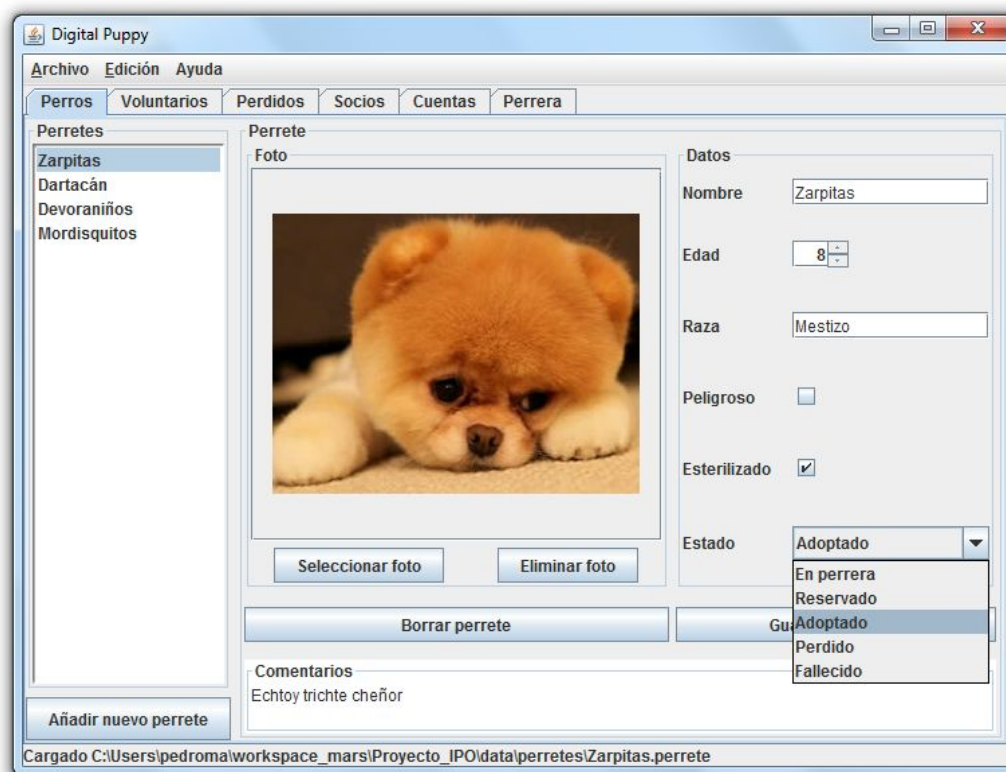 Digital Puppy
Archivo Edición Ayuda
Perros Voluntarios Perdidos Socios Cuentas Perrera
Perretes
Zarpitas
Dartacán
Devoraniños
Mordisquitos
Añadir nuevo perrete
Perrete
Foto
Seleccionar foto Eliminar foto
Datos
Nombre Zarpitas
Edad 8
Raza Mestizo
Peligroso
Esterilizado
Estado Adoptado
En perrera
Reservado
Adoptado
Perdido
Fallecido
Borrar perrete
Comentarios
Echtoy trichte cheñor
Cargado C:\Users\pedroma\workspace_mars\Proyecto_IPO\data\perretes\Zarpitas.perrete